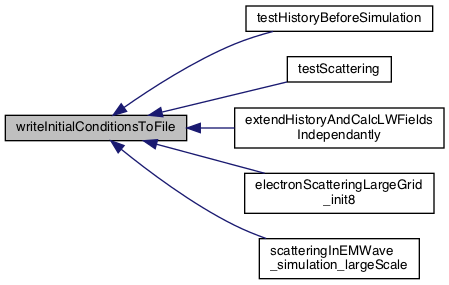 testHistoryBeforeSimulation
testScattering
writeInitialConditionsToFile
extendHistoryAndCalcLWFields
Independantly
electronScatteringLargeGrid
_init8
scatteringInEMWave
_simulation_largeScale